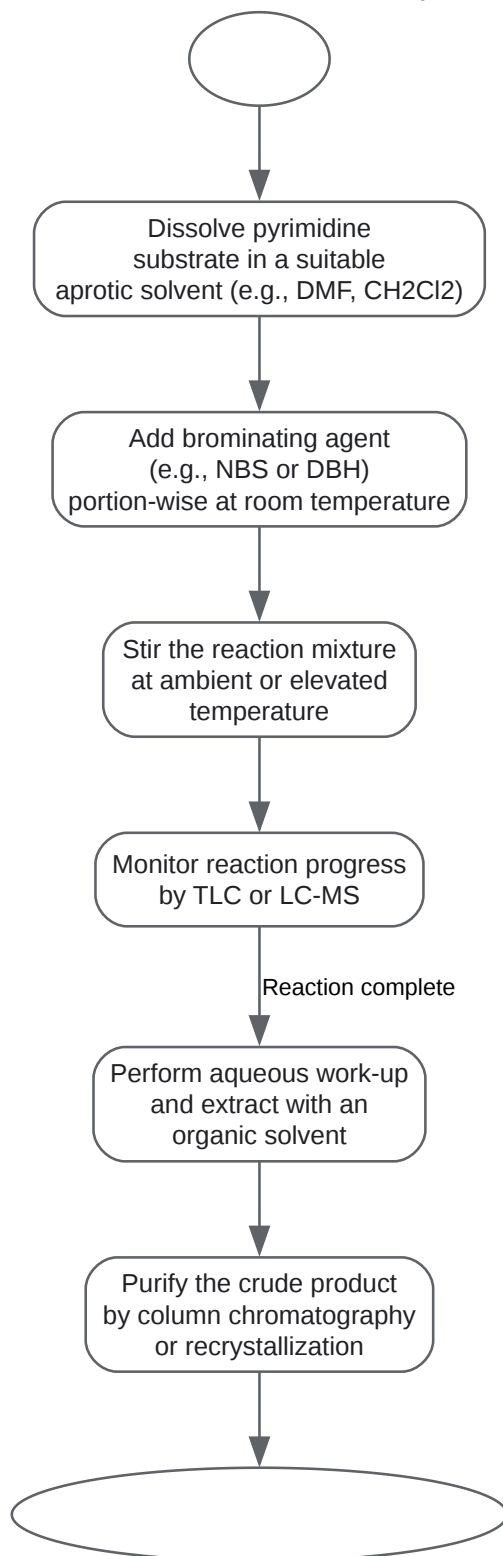 Dissolve pyrimidine
substrate in a suitable
aprotic solvent (e.g., DMF, CH2Cl2)
Add brominating agent
(e.g., NBS or DBH)
portion-wise at room temperature
Stir the reaction mixture
at ambient or elevated
temperature
Monitor reaction progress
by TLC or LC-MS
Reaction complete
Perform aqueous work-up
and extract with an
organic solvent
Purify the crude product
by column chromatography
or recrystallization